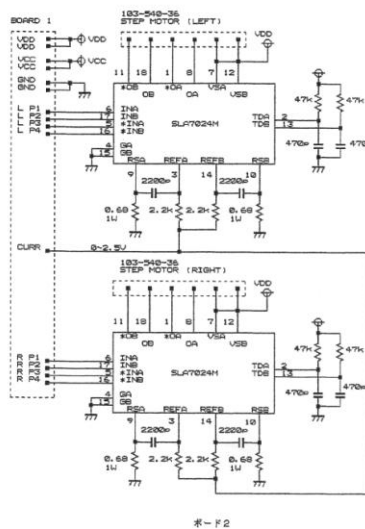 103-540-36
BOARD 1
STEP MOTOR (LEFT)
VDD
VDD
VDD
VDD
VCC
VCC
VCC
GND
GND
11 18 1 8 7 12
*OB OB *OA OA VSA VSB
L P1 6 INA
L P2 17 INB
L P3 5 *INA
L P4 16 *INB
4 GA
15 GB
SLA7024M
TDA 2
TDB 13
47k 47k
470p 470p
RSA REFA REFB RSB
9 3 14 10
2200p 2200p
0.68 1W 2.2k 2.2k 0.68 1W
CURR 0~2.5V
103-540-36
STEP MOTOR (RIGHT)
VDD
11 18 1 8 7 12
*OB OB *OA OA VSA VSB
R P1 6 INA
R P2 17 INB
R P3 5 *INA
R P4 16 *INB
4 GA
15 GB
SLA7024M
TDA 2
TDB 13
47k 47k
470p 470p
RSA REFA REFB RSB
9 3 14 10
2200p 2200p
0.68 1W 2.2k 2.2k 0.68 1W
ボード2